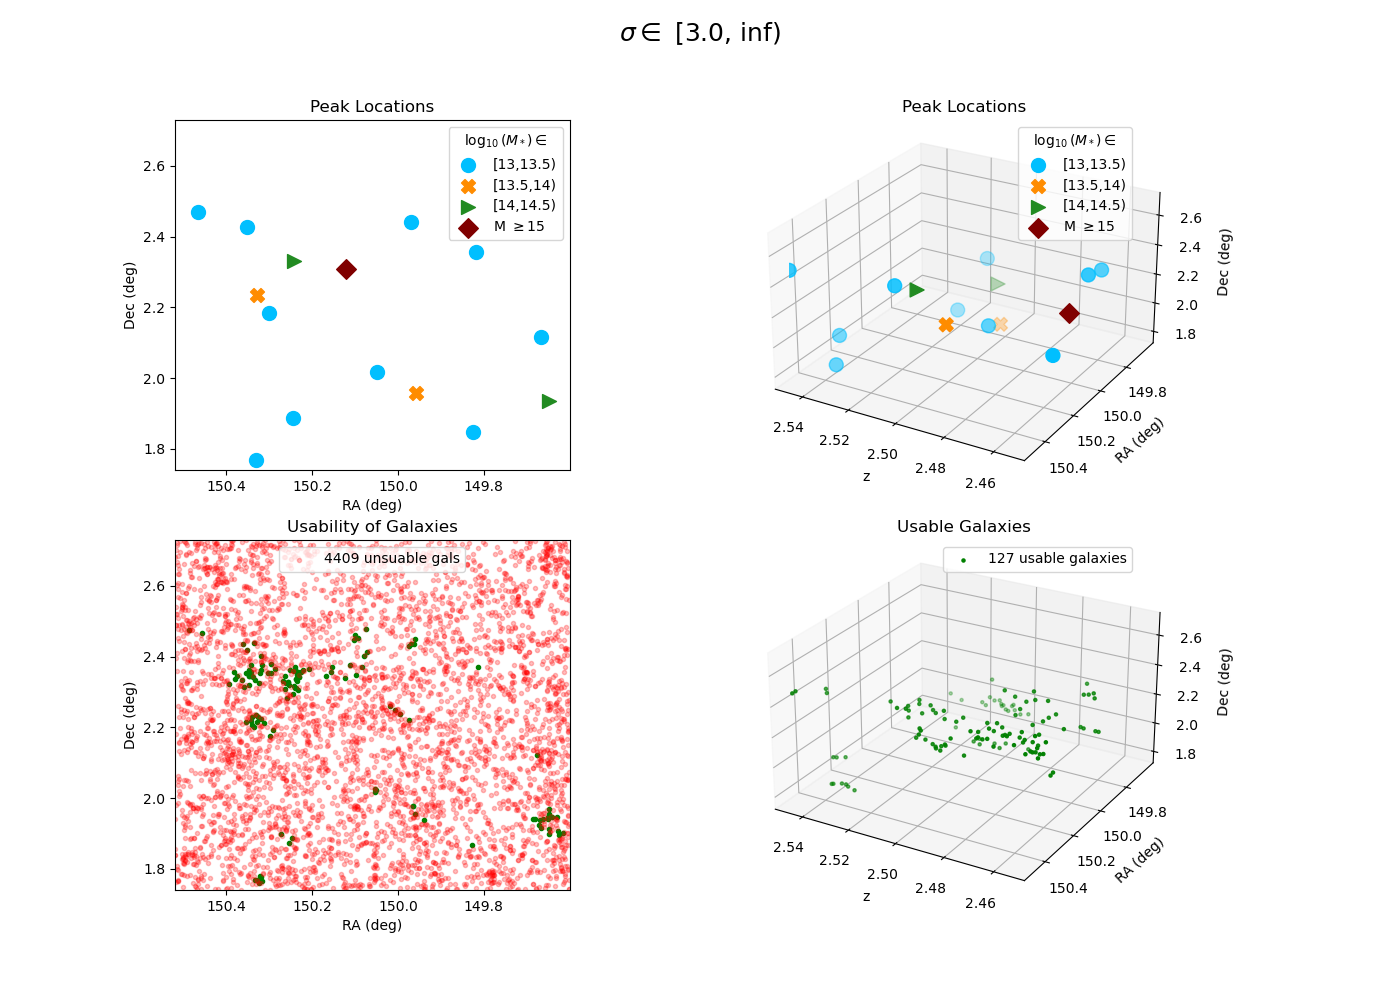 σ ∈ [3.0, inf)
Peak Locations
log₁₀(M*) ∈
[13,13.5)
[13.5,14)
[14,14.5)
M ≥15
2.6
2.4
2.2
2.0
1.8
Dec (deg)
150.4 150.2 150.0 149.8
RA (deg)
Peak Locations
log₁₀(M*) ∈
[13,13.5)
[13.5,14)
[14,14.5)
M ≥15
2.6
2.4
2.2
2.0
1.8
Dec (deg)
149.8
150.0
150.2
150.4
RA (deg)
2.54
2.52
2.50
2.48
2.46
z
Usability of Galaxies
4409 unsuable gals
2.6
2.4
2.2
2.0
1.8
Dec (deg)
150.4 150.2 150.0 149.8
RA (deg)
Usable Galaxies
127 usable galaxies
2.6
2.4
2.2
2.0
1.8
Dec (deg)
149.8
150.0
150.2
150.4
RA (deg)
2.54
2.52
2.50
2.48
2.46
z